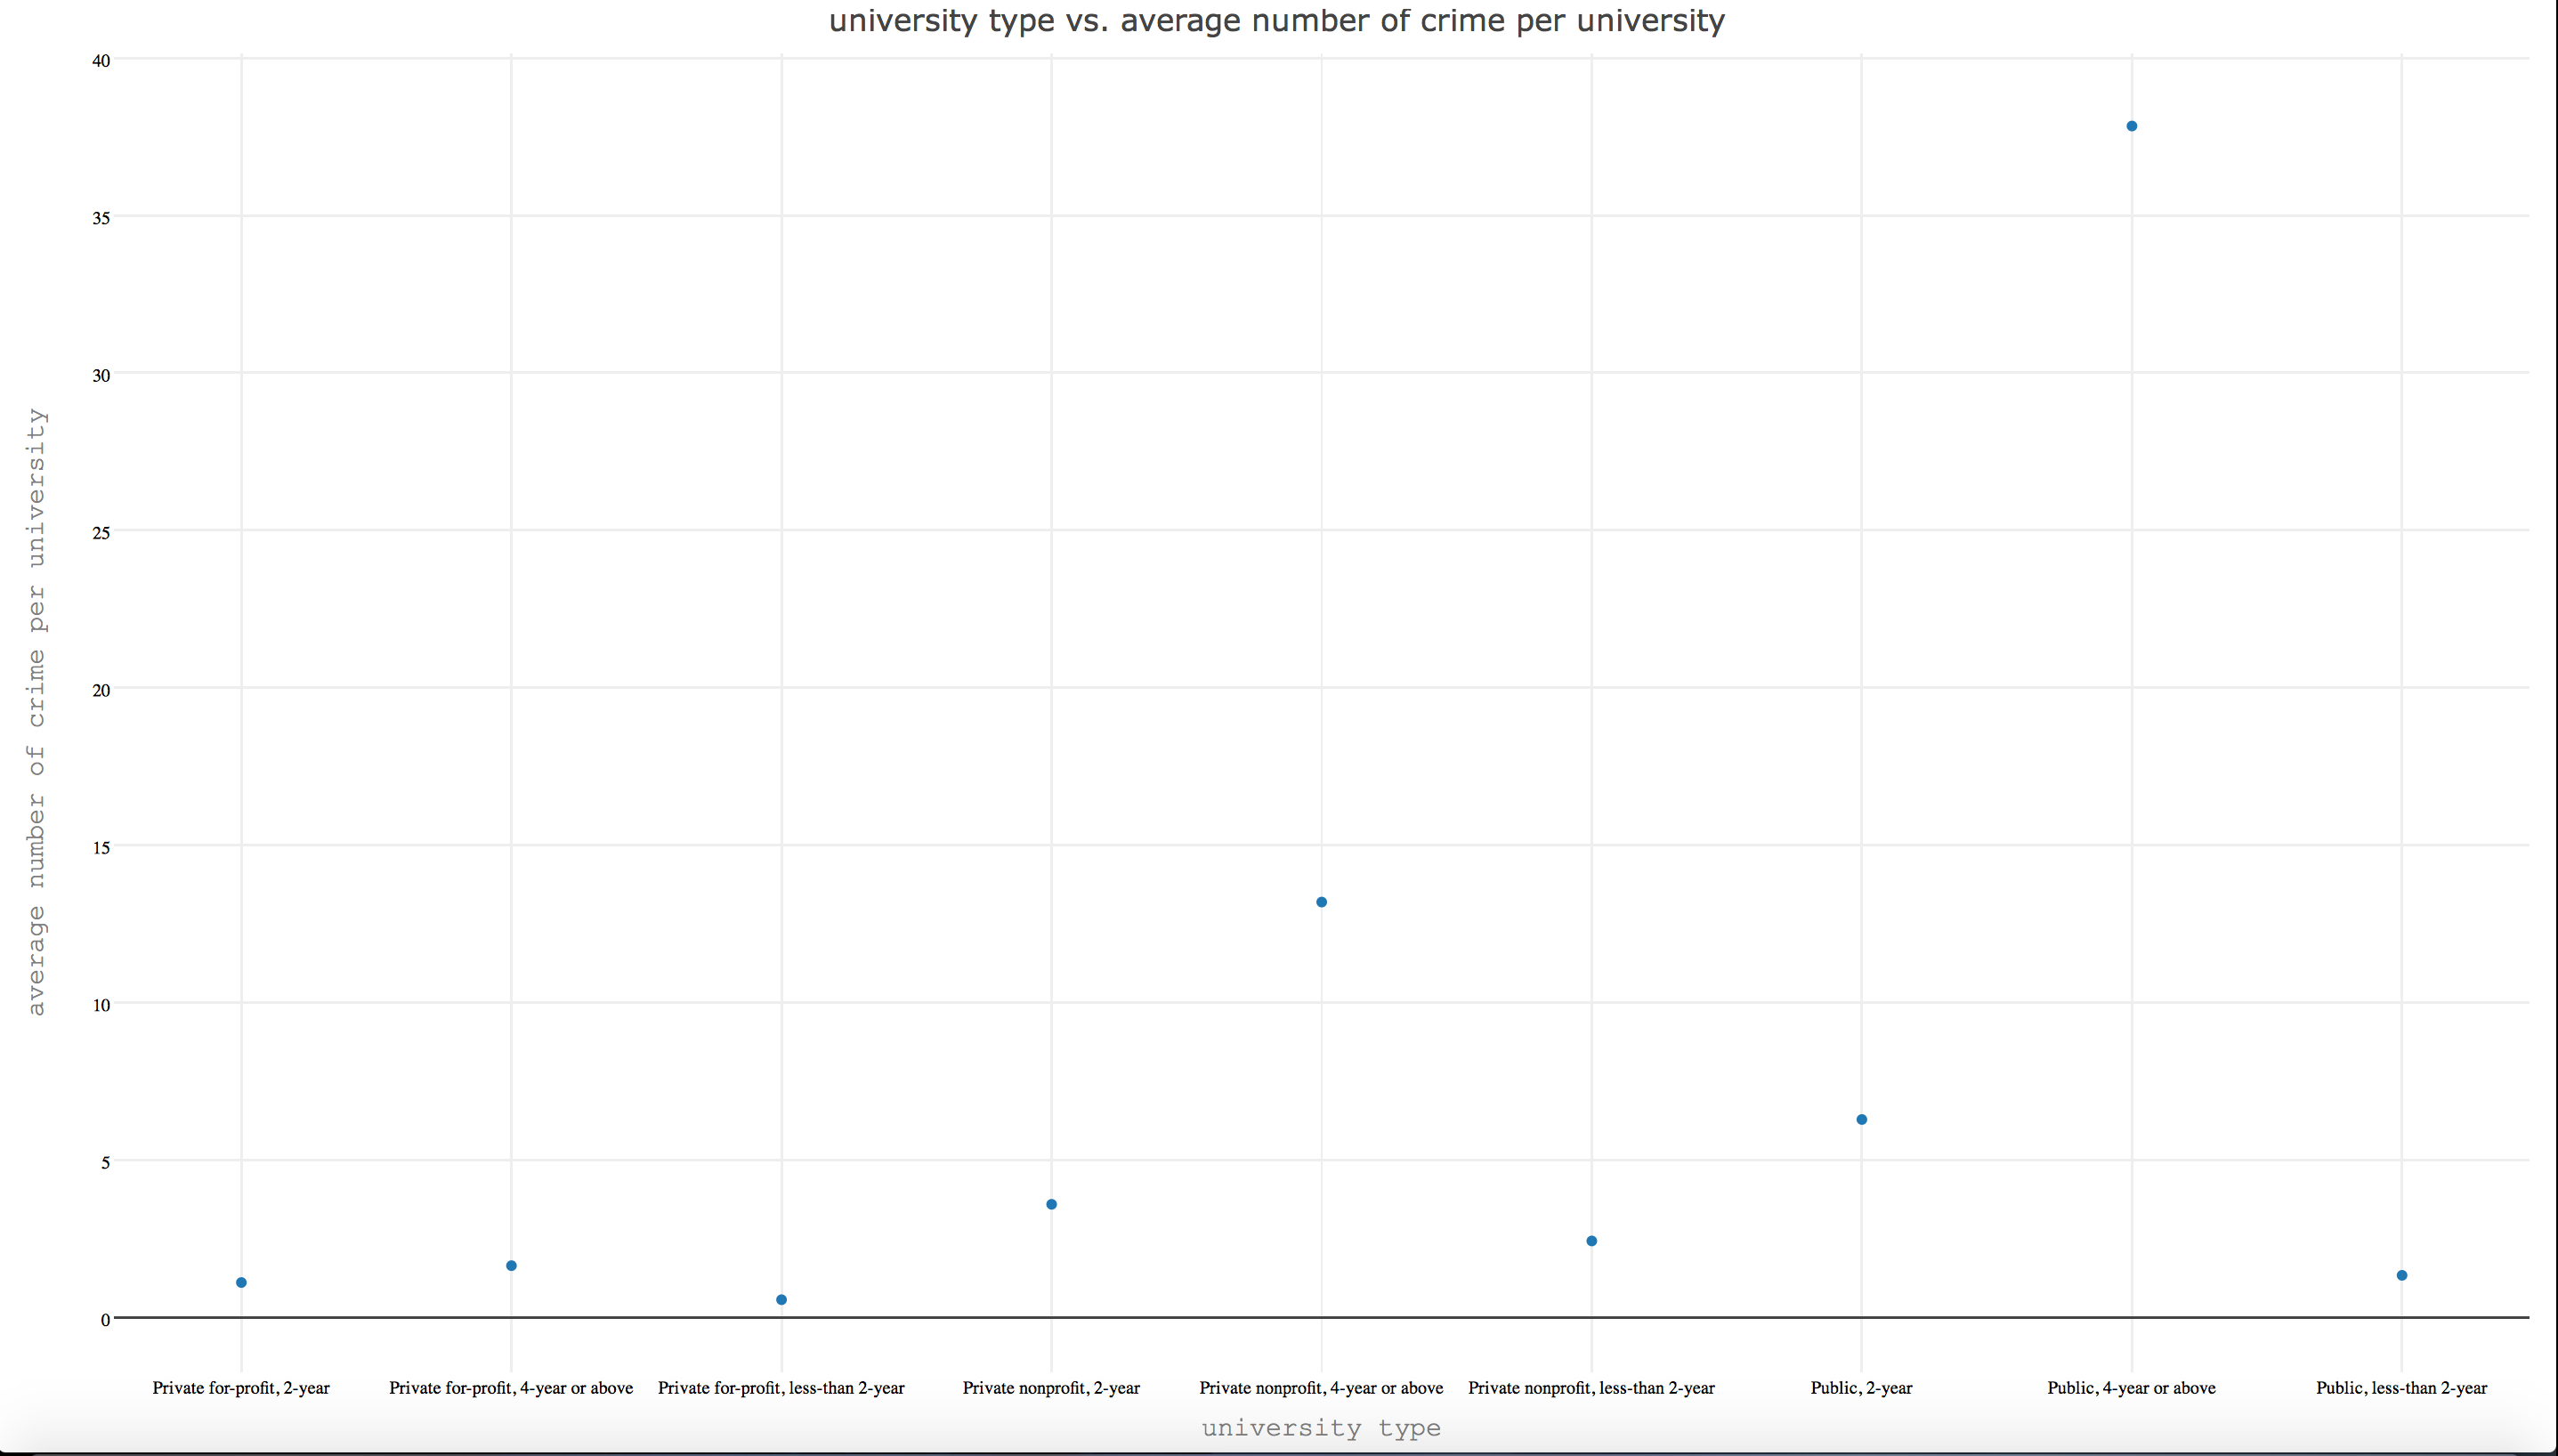 university type vs. average number of crime per university
40
35
30
25
20
15
10
5
0
average number of crime per university
Private for-profit, 2-year
Private for-profit, 4-year or above
Private for-profit, less-than 2-year
Private nonprofit, 2-year
Private nonprofit, 4-year or above
Private nonprofit, less-than 2-year
Public, 2-year
Public, 4-year or above
Public, less-than 2-year
university type